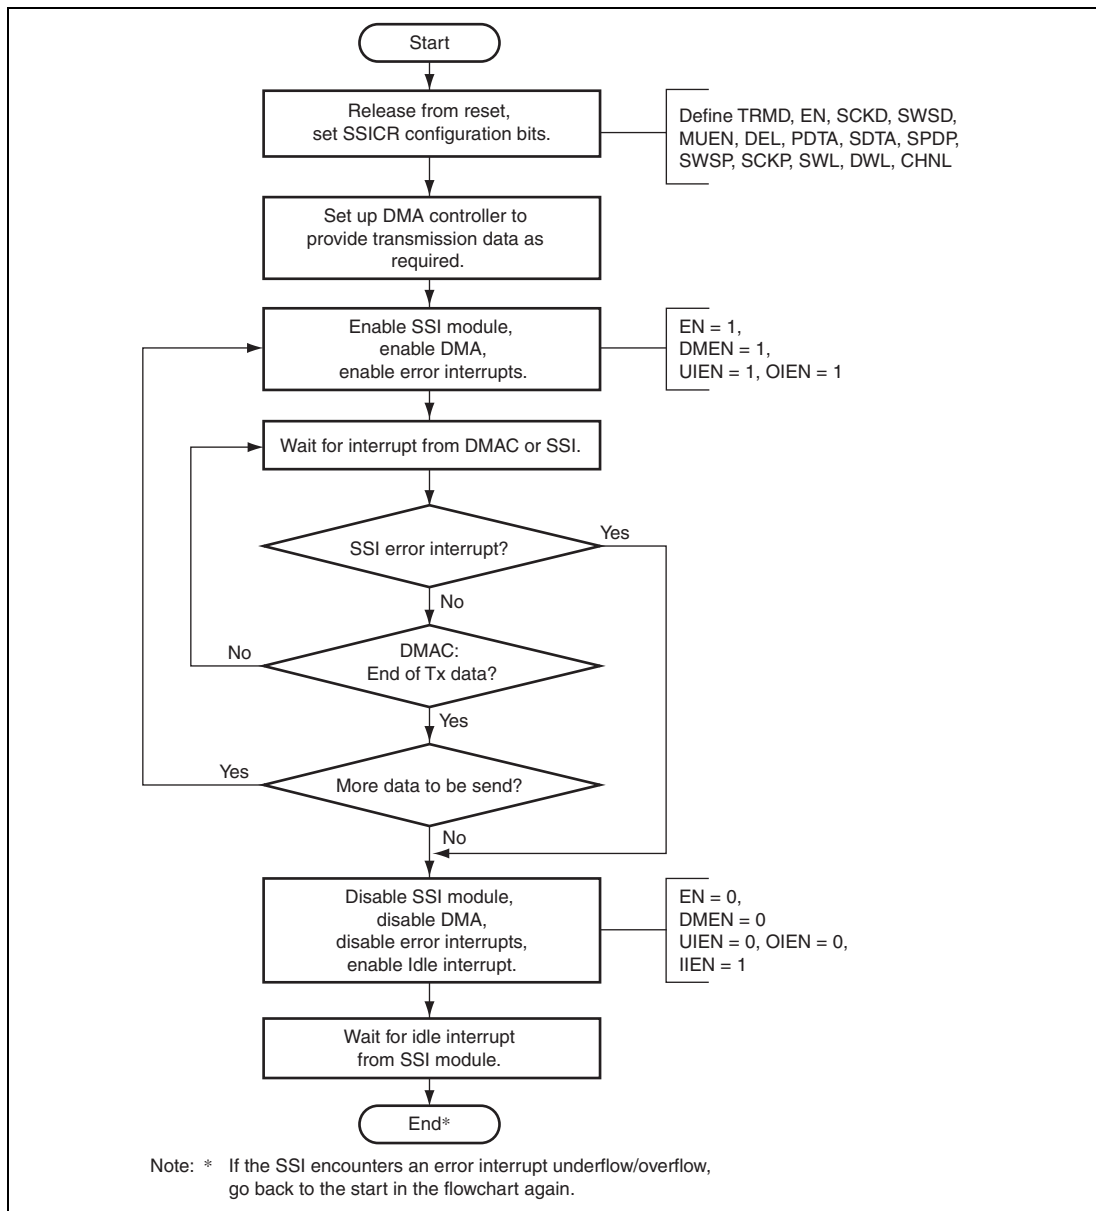 Start
Release from reset,
set SSICR configuration bits.
Define TRMD, EN, SCKD, SWSD,
MUEN, DEL, PDTA, SDTA, SPDP,
SWSP, SCKP, SWL, DWL, CHNL
Set up DMA controller to
provide transmission data as
required.
Enable SSI module,
enable DMA,
enable error interrupts.
EN = 1,
DMEN = 1,
UIEN = 1, OIEN = 1
Wait for interrupt from DMAC or SSI.
SSI error interrupt?
Yes
No
DMAC:
End of Tx data?
No
Yes
More data to be send?
Yes
No
Disable SSI module,
disable DMA,
disable error interrupts,
enable Idle interrupt.
EN = 0,
DMEN = 0
UIEN = 0, OIEN = 0,
IIEN = 1
Wait for idle interrupt
from SSI module.
End*
Note: * If the SSI encounters an error interrupt underflow/overflow,
go back to the start in the flowchart again.